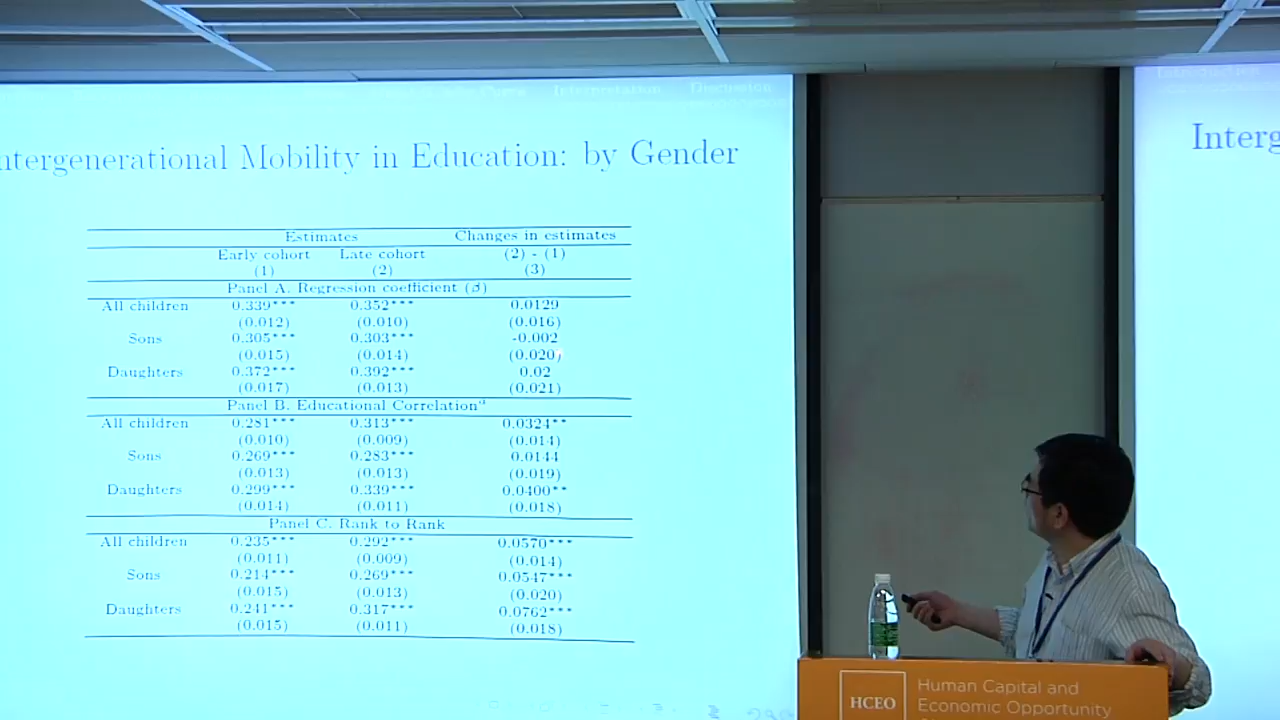 Interpretation Discussion
Introduction
ntergenerational Mobility in Education: by Gender
Interg
Estimates Changes in estimates
Early cohort Late cohort (2) - (1)
(1) (2) (3)
Panel A. Regression coefficient (β)
All children 0.339*** 0.352*** 0.0129
(0.012) (0.010) (0.016)
Sons 0.305*** 0.303*** -0.002
(0.015) (0.014) (0.020)
Daughters 0.372*** 0.392*** 0.02
(0.017) (0.013) (0.021)
Panel B. Educational Correlationa
All children 0.281*** 0.313*** 0.0324**
(0.010) (0.009) (0.014)
Sons 0.269*** 0.283*** 0.0144
(0.013) (0.013) (0.019)
Daughters 0.299*** 0.339*** 0.0400**
(0.014) (0.011) (0.018)
Panel C. Rank to Rank
All children 0.235*** 0.292*** 0.0570***
(0.011) (0.009) (0.014)
Sons 0.214*** 0.269*** 0.0547***
(0.015) (0.013) (0.020)
Daughters 0.241*** 0.317*** 0.0762***
(0.015) (0.011) (0.018)
HCEO
Human Capital and
Economic Opportunity